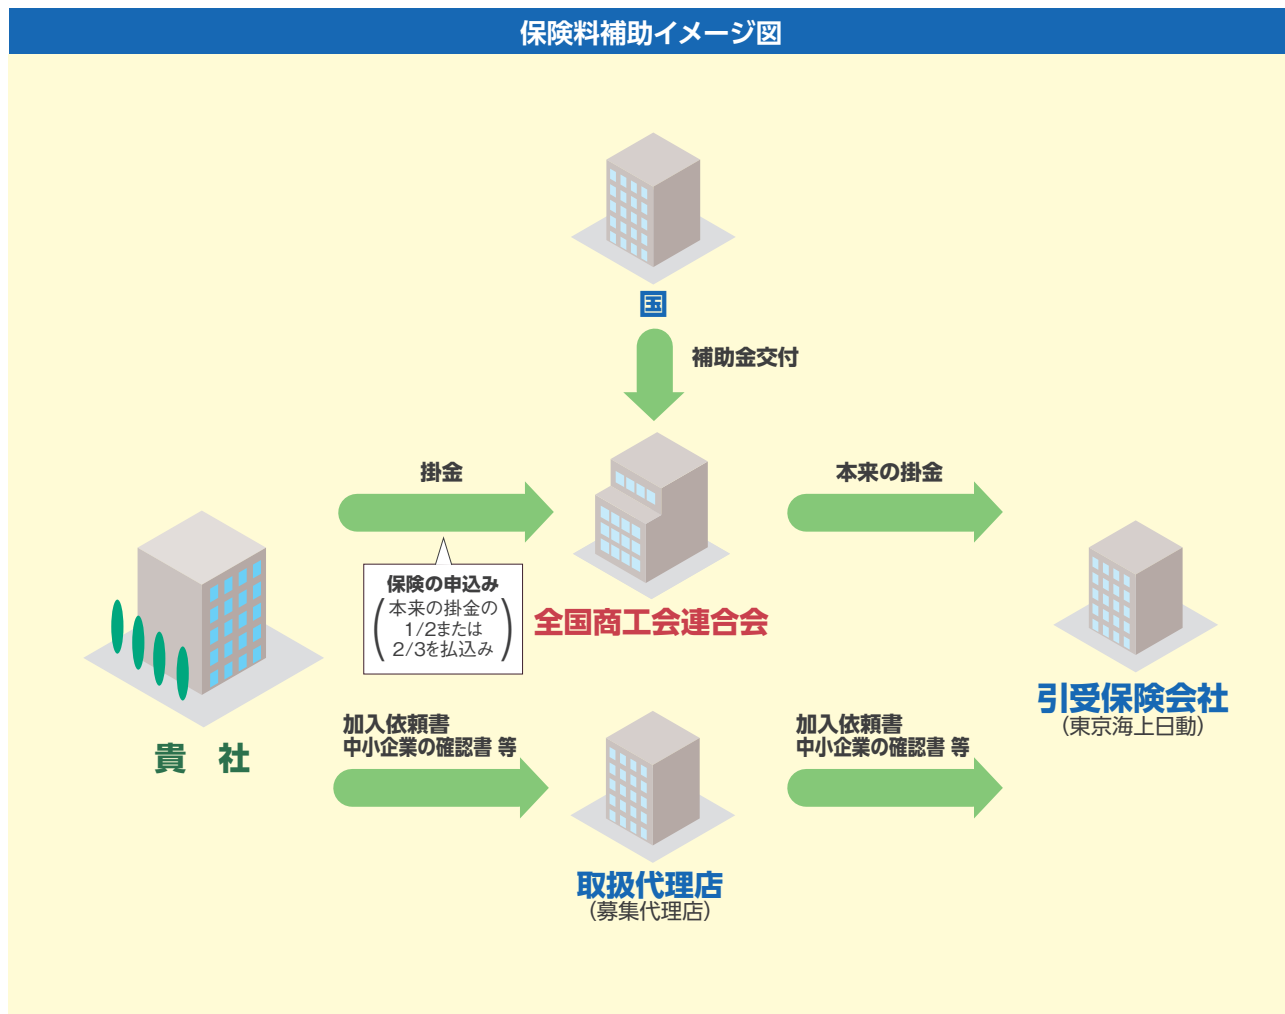 保険料補助イメージ図
国
補助金交付
掛金
本来の掛金
保険の申込み
(本来の掛金の
1/2または
2/3を払込み)
全国商工会連合会
引受保険会社
(東京海上日動)
貴 社
加入依頼書
中小企業の確認書 等
加入依頼書
中小企業の確認書 等
取扱代理店
(募集代理店)